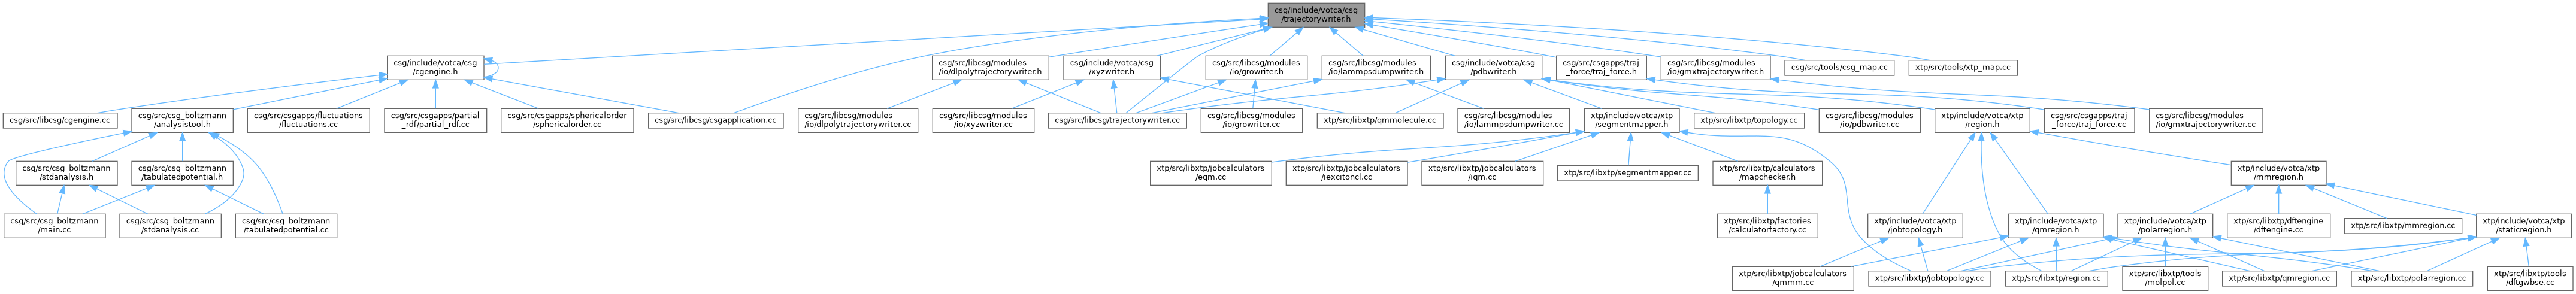 csg/include/votca/csg
/trajectorywriter.h
csg/include/votca/csg
/cgengine.h
csg/src/libcsg/modules
/io/dlpolytrajectorywriter.h
csg/include/votca/csg
/xyzwriter.h
csg/src/libcsg/modules
/io/growriter.h
csg/src/libcsg/modules
/io/lammpsdumpwriter.h
csg/include/votca/csg
/pdbwriter.h
csg/src/csgapps/traj
_force/traj_force.h
csg/src/libcsg/modules
/io/gmxtrajectorywriter.h
csg/src/tools/csg_map.cc
xtp/src/tools/xtp_map.cc
csg/src/libcsg/cgengine.cc
csg/src/csg_boltzmann
/analysistool.h
csg/src/csgapps/fluctuations
/fluctuations.cc
csg/src/csgapps/partial
_rdf/partial_rdf.cc
csg/src/csgapps/sphericalorder
/sphericalorder.cc
csg/src/libcsg/csgapplication.cc
csg/src/libcsg/modules
/io/dlpolytrajectorywriter.cc
csg/src/libcsg/modules
/io/xyzwriter.cc
csg/src/libcsg/trajectorywriter.cc
csg/src/libcsg/modules
/io/growriter.cc
xtp/src/libxtp/qmmolecule.cc
csg/src/libcsg/modules
/io/lammpsdumpwriter.cc
xtp/include/votca/xtp
/segmentmapper.h
xtp/src/libxtp/topology.cc
csg/src/libcsg/modules
/io/pdbwriter.cc
xtp/include/votca/xtp
/region.h
csg/src/csgapps/traj
_force/traj_force.cc
csg/src/libcsg/modules
/io/gmxtrajectorywriter.cc
csg/src/csg_boltzmann
/stdanalysis.h
csg/src/csg_boltzmann
/tabulatedpotential.h
xtp/src/libxtp/jobcalculators
/eqm.cc
xtp/src/libxtp/jobcalculators
/iexcitoncl.cc
xtp/src/libxtp/jobcalculators
/iqm.cc
xtp/src/libxtp/segmentmapper.cc
xtp/src/libxtp/calculators
/mapchecker.h
xtp/include/votca/xtp
/mmregion.h
csg/src/csg_boltzmann
/main.cc
csg/src/csg_boltzmann
/stdanalysis.cc
csg/src/csg_boltzmann
/tabulatedpotential.cc
xtp/src/libxtp/factories
/calculatorfactory.cc
xtp/include/votca/xtp
/jobtopology.h
xtp/include/votca/xtp
/qmregion.h
xtp/include/votca/xtp
/polarregion.h
xtp/src/libxtp/dftengine
/dftengine.cc
xtp/src/libxtp/mmregion.cc
xtp/include/votca/xtp
/staticregion.h
xtp/src/libxtp/jobcalculators
/qmmm.cc
xtp/src/libxtp/jobtopology.cc
xtp/src/libxtp/region.cc
xtp/src/libxtp/tools
/molpol.cc
xtp/src/libxtp/qmregion.cc
xtp/src/libxtp/polarregion.cc
xtp/src/libxtp/tools
/dftgwbse.cc